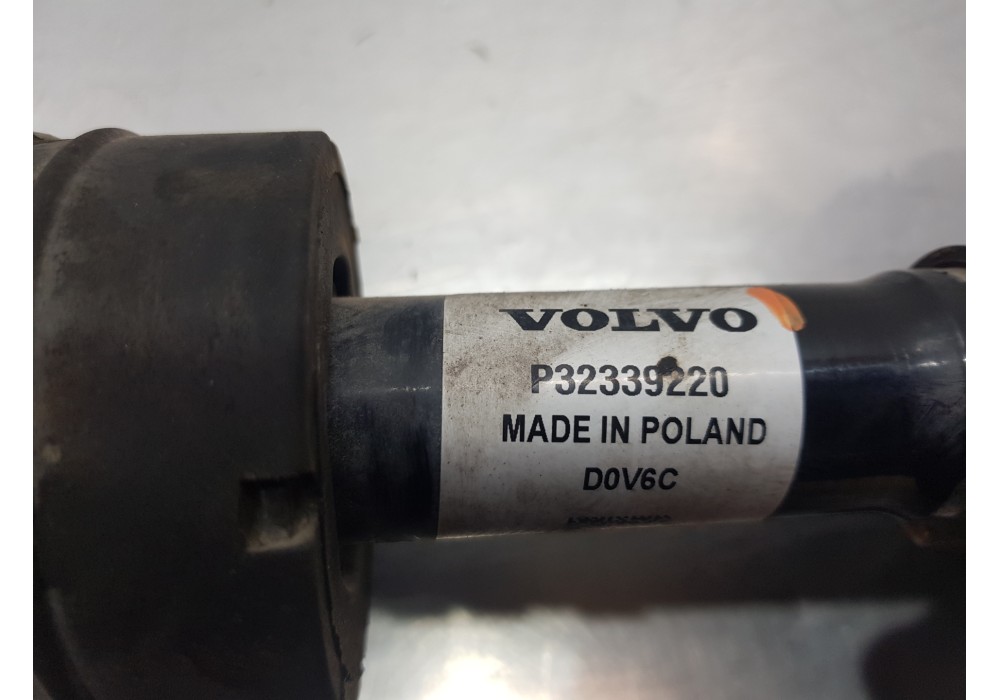 VOLVO
P32339220
MADE IN POLAND
D0V6C